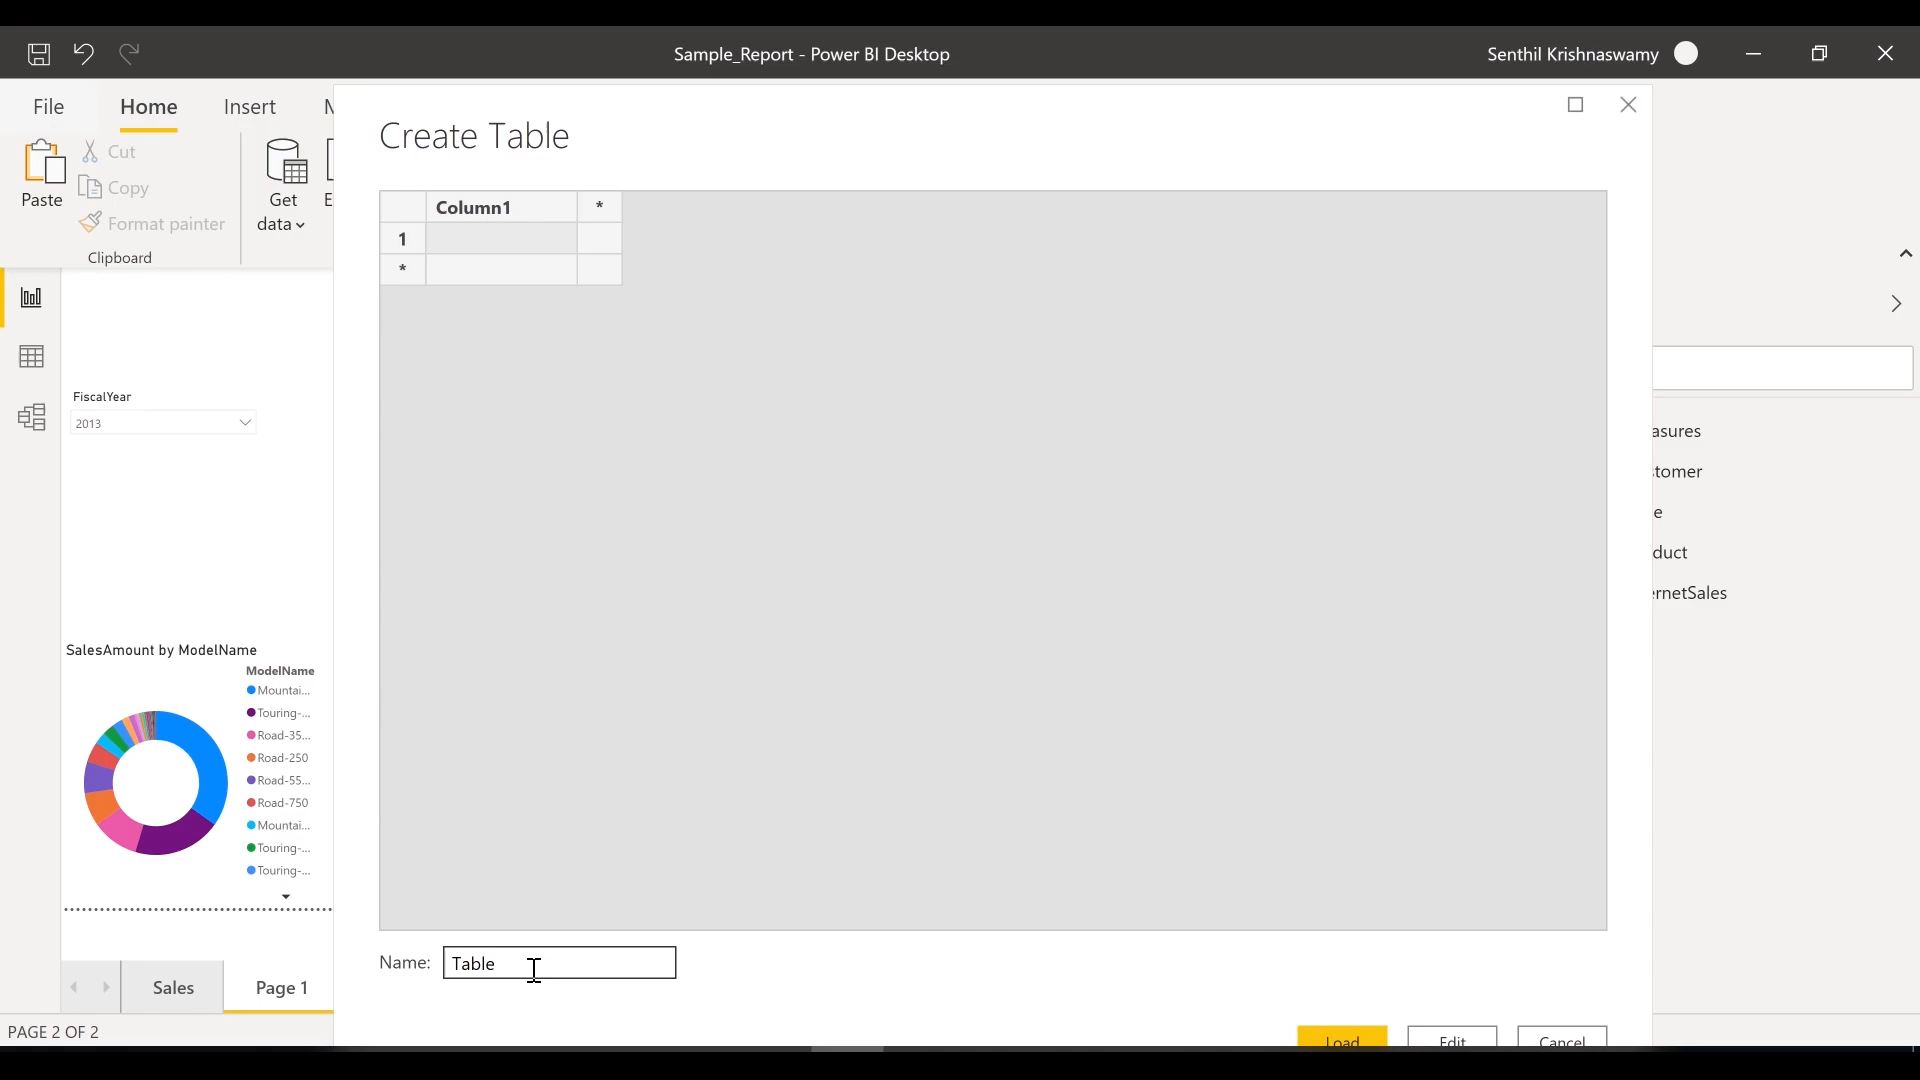 Sample_Report - Power BI Desktop
Senthil Krishnaswamy
File
Home
Insert
Create Table
Cut
Copy
Format painter
Paste
Clipboard
Get
data
Column1
*
1
*
FiscalYear
2013
asures
tomer
e
duct
ernetSales
SalesAmount by ModelName
ModelName
Mountai...
Touring-...
Road-35...
Road-250
Road-55...
Road-750
Mountai...
Touring-...
Touring-...
Name:
Table
Sales
Page 1
PAGE 2 OF 2
Load
Edit
Cancel